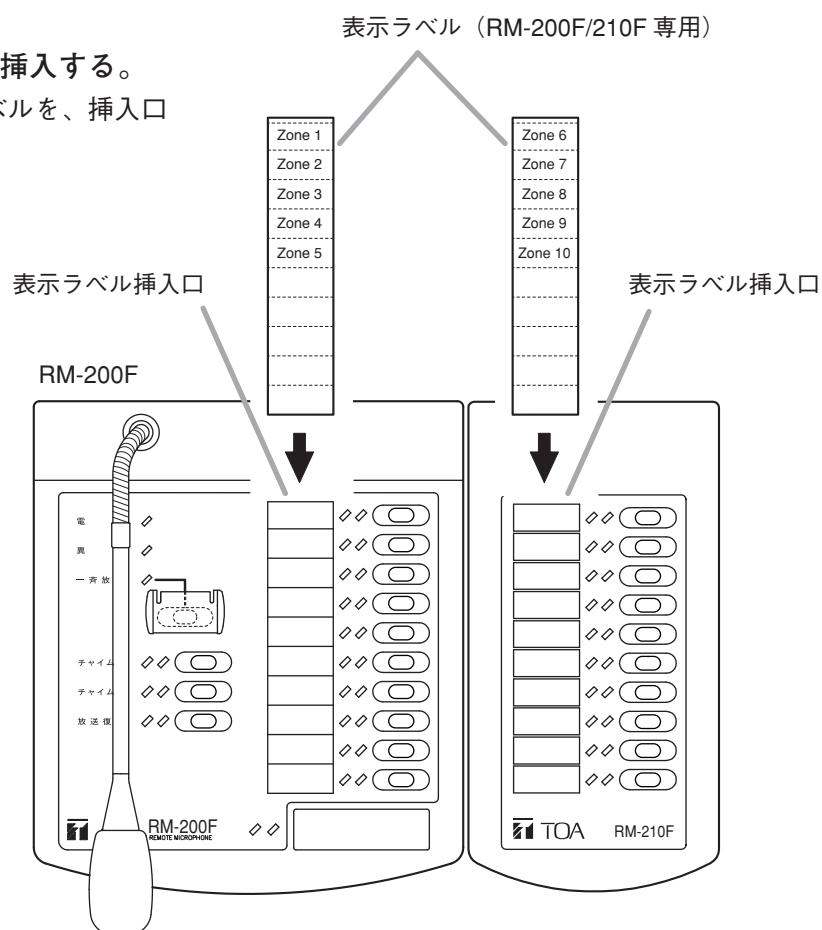 表示ラベル（RM-200F/210F 専用）
挿入する。
ベルを、挿入口
Zone 1
Zone 2
Zone 3
Zone 4
Zone 5
Zone 6
Zone 7
Zone 8
Zone 9
Zone 10
表示ラベル挿入口
表示ラベル挿入口
RM-200F
電
異
一斉放
チャイム
チャイム
放送復
RM-200F
REMOTE MICROPHONE
TOA
RM-210F